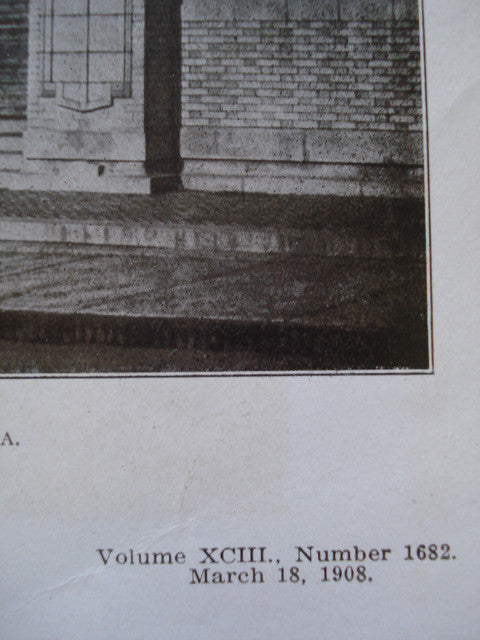 A.
Volume XCIII., Number 1682.
March 18, 1908.